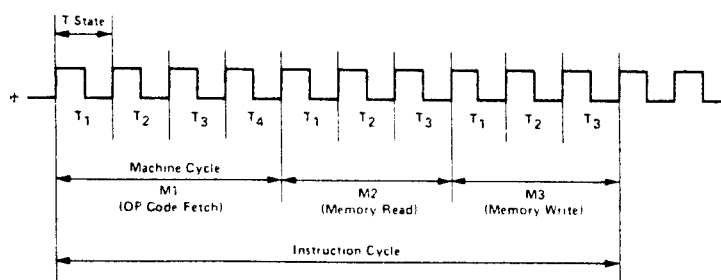 T State
Φ
T1 T2 T3 T4 T1 T2 T3 T1 T2 T3
Machine Cycle
M1 M2 M3
(OP Code Fetch) (Memory Read) (Memory Write)
Instruction Cycle